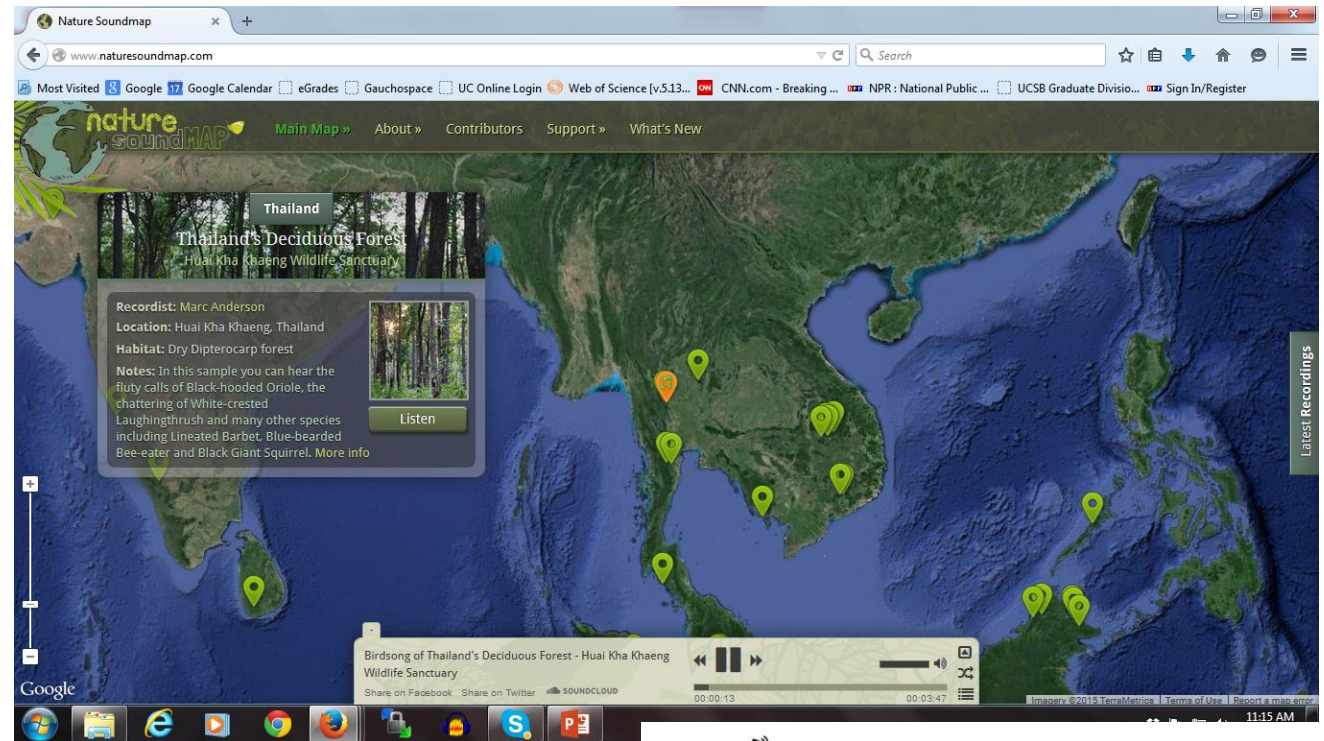 Nature Soundmap
www.naturesoundmap.com
Search
Most Visited Google Google Calendar eGrades Gauchospace UC Online Login Web of Science [v.5.13... CNN.com - Breaking ... NPR : National Public ... UCSB Graduate Divisio... Sign In/Register
nature soundMAP
Main Map » About » Contributors Support » What's New
Thailand
Thailand's Deciduous Forest
Huai Kha Khaeng Wildlife Sanctuary
Recordist: Marc Anderson
Location: Huai Kha Khaeng, Thailand
Habitat: Dry Dipterocarp forest
Notes: In this sample you can hear the
fluty calls of Black-hooded Oriole, the
chattering of White-crested
Laughingthrush and many other species
including Lineated Barbet, Blue-bearded
Bee-eater and Black Giant Squirrel. More info
Listen
Latest Recordings
Birdsong of Thailand's Deciduous Forest - Huai Kha Khaeng
Wildlife Sanctuary
Share on Facebook Share on Twitter SOUNDCLOUD
00:00:13 00:03:47
Google
Imagery ©2015 TerraMetrics Terms of Use Report a map error
11:15 AM